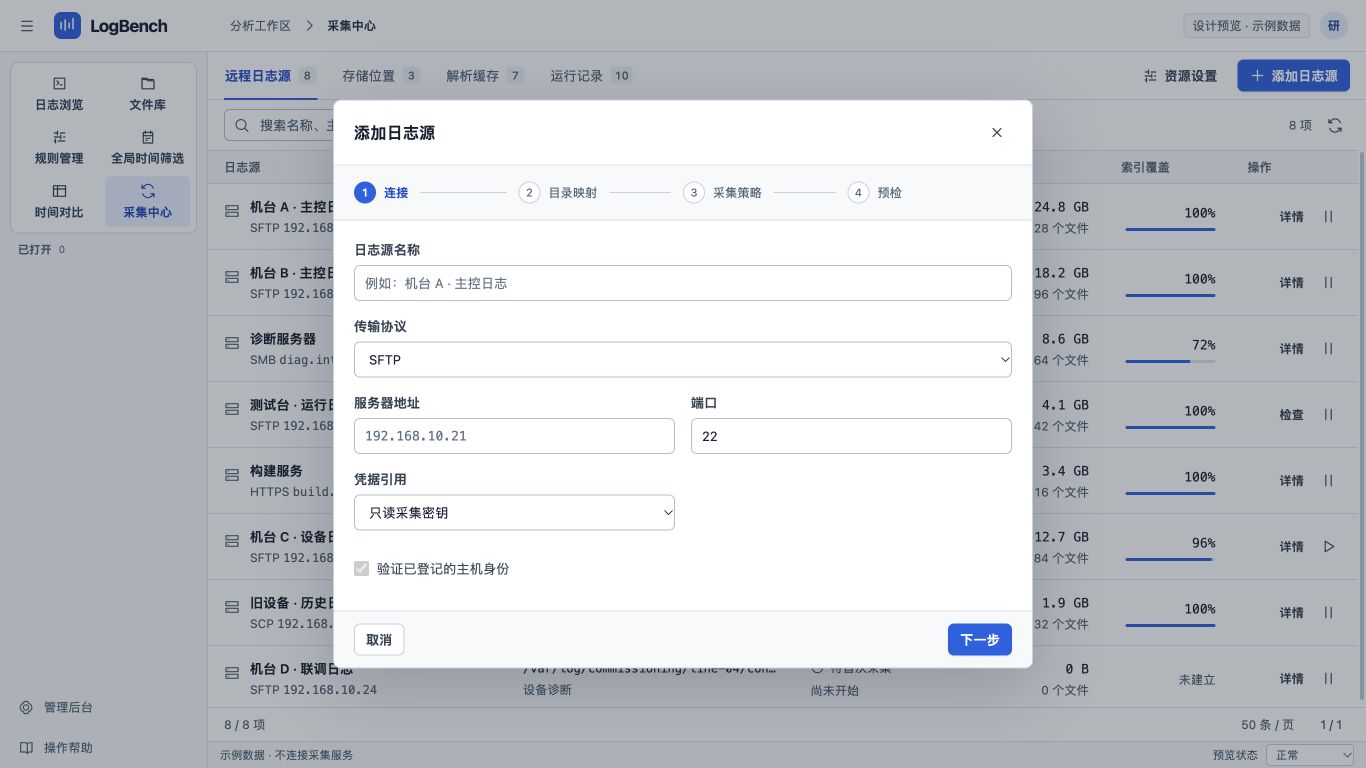 LogBench
分析工作区 > 采集中心
设计预览 · 示例数据
研
日志浏览
文件库
规则管理
全局时间筛选
时间对比
采集中心
已打开 0
管理后台
操作帮助
远程日志源 8
存储位置 3
解析缓存 7
运行记录 10
资源设置
添加日志源
搜索名称、
8 项
日志源
索引覆盖
操作
机台 A · 主控
SFTP 192.168
24.8 GB
28 个文件
100%
详情
机台 B · 主控
SFTP 192.168
18.2 GB
96 个文件
100%
详情
诊断服务器
SMB diag.in
8.6 GB
64 个文件
72%
详情
测试台 · 运行
SFTP 192.168
4.1 GB
42 个文件
100%
检查
构建服务
HTTPS build.
3.4 GB
16 个文件
100%
详情
机台 C · 设备
SFTP 192.168
12.7 GB
84 个文件
96%
详情
旧设备 · 历史
SCP 192.168.
1.9 GB
32 个文件
100%
详情
机台 D · 联调日志
SFTP 192.168.10.24
/var/log/commissioning/line-04/con…
设备诊断
待首次采集
尚未开始
0 B
0 个文件
未建立
详情
8 / 8 项
50 条 / 页
1 / 1
示例数据 · 不连接采集服务
预览状态
正常
添加日志源
1 连接
2 目录映射
3 采集策略
4 预检
日志源名称
例如：机台 A · 主控日志
传输协议
SFTP
服务器地址
192.168.10.21
端口
22
凭据引用
只读采集密钥
验证已登记的主机身份
取消
下一步